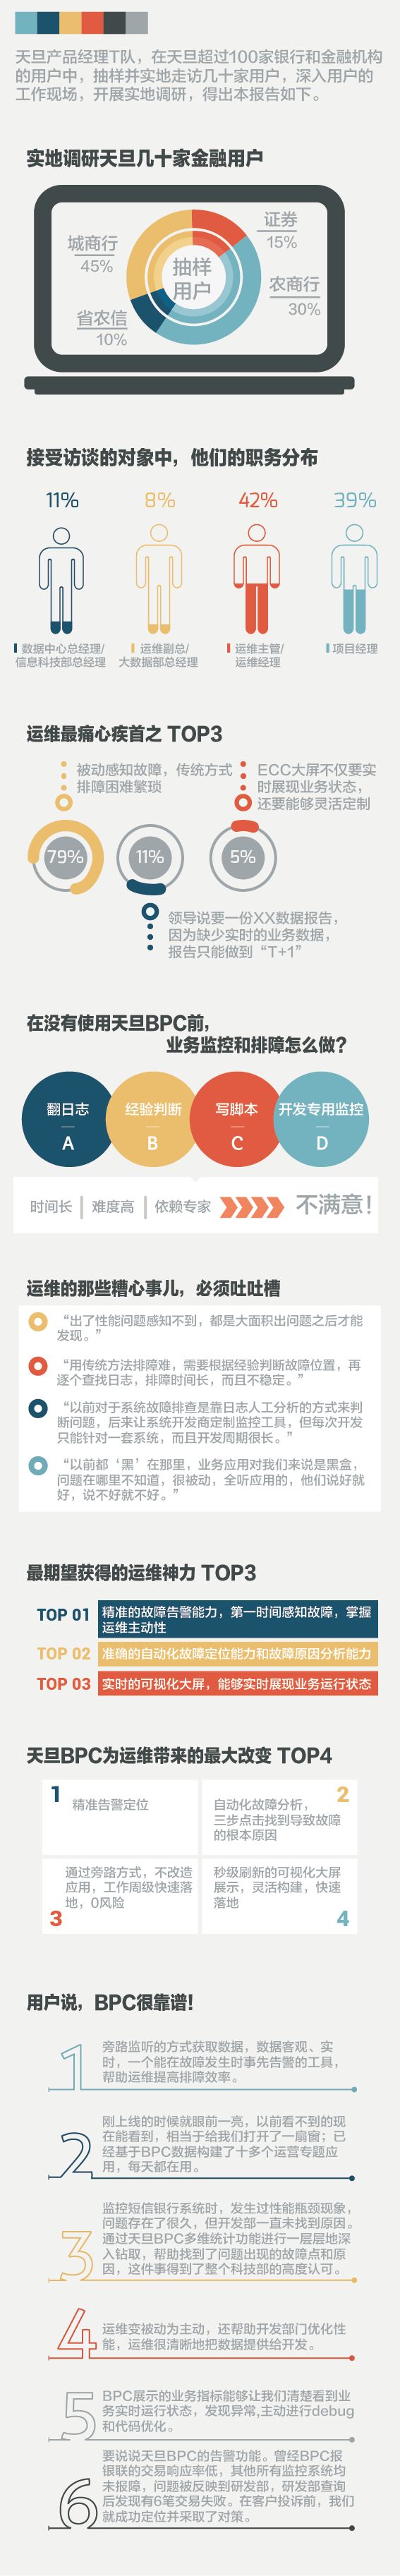 天旦产品经理T队，在天旦超过100家银行和金融机构
的用户中，抽样并实地走访几十家用户，深入用户的
工作现场，开展实地调研，得出本报告如下。
实地调研天旦几十家金融用户
城商行
45%
证券
15%
抽样
用户
农商行
30%
省农信
10%
接受访谈的对象中，他们的职务分布
11%
8%
42%
39%
数据中心总经理/
信息科技部总经理
运维副总/
大数据部总经理
运维主管/
运维经理
项目经理
运维最痛心疾首之 TOP3
被动感知故障，传统方式
排障困难繁琐
ECC大屏不仅要实
时展现业务状态，
还要能够灵活定制
79%
11%
5%
领导说要一份XX数据报告，
因为缺少实时的业务数据，
报告只能做到“T+1”
在没有使用天旦BPC前，
业务监控和排障怎么做？
翻日志
A
经验判断
B
写脚本
C
开发专用监控
D
时间长
难度高
依赖专家
不满意！
运维的那些糟心事儿，必须吐吐槽
“出了性能问题感知不到，都是大面积出问题之后才能
发现。”
“用传统方法排障难，需要根据经验判断故障位置，再
逐个查找日志，排障时间长，而且不稳定。”
“以前对于系统故障排查是靠日志人工分析的方式来判
断问题，后来让系统开发商定制监控工具，但每次开发
只能针对一套系统，而且开发周期很长。”
“以前都‘黑’在那里，业务应用对我们来说是黑盒，
问题在哪里不知道，很被动，全听应用的，他们说好就
好，说不好就不好。”
最期望获得的运维神力 TOP3
TOP 01
精准的故障告警能力，第一时间感知故障，掌握
运维主动性
TOP 02
准确的自动化故障定位能力和故障原因分析能力
TOP 03
实时的可视化大屏，能够实时展现业务运行状态
天旦BPC为运维带来的最大改变 TOP4
1
精准告警定位
2
自动化故障分析，
三步点击找到导致故障
的根本原因
通过旁路方式，不改造
应用，工作周级快速落
地，0风险
3
秒级刷新的可视化大屏
展示，灵活构建，快速
落地
4
用户说，BPC很靠谱！
1
旁路监听的方式获取数据，数据客观、实
时，一个能在故障发生时事先告警的工具，
帮助运维提高排障效率。
2
刚上线的时候就眼前一亮，以前看不到的现
在能看到，相当于给我们打开了一扇窗；已
经基于BPC数据构建了十多个运营专题应
用，每天都在用。
3
监控短信银行系统时，发生过性能瓶颈现象，
问题存在了很久，但开发部一直未找到原因。
通过天旦BPC多维统计功能进行一层层地深
入钻取，帮助找到了问题出现的故障点和原
因，这件事得到了整个科技部的高度认可。
4
运维变被动为主动，还帮助开发部门优化性
能，运维很清晰地把数据提供给开发。
5
BPC展示的业务指标能够让我们清楚看到业
务实时运行状态，发现异常,主动进行debug
和代码优化。
6
要说说天旦BPC的告警功能。曾经BPC报
银联的交易响应率低，其他所有监控系统均
未报障，问题被反映到研发部，研发部查询
后发现有6笔交易失败。在客户投诉前，我们
就成功定位并采取了对策。